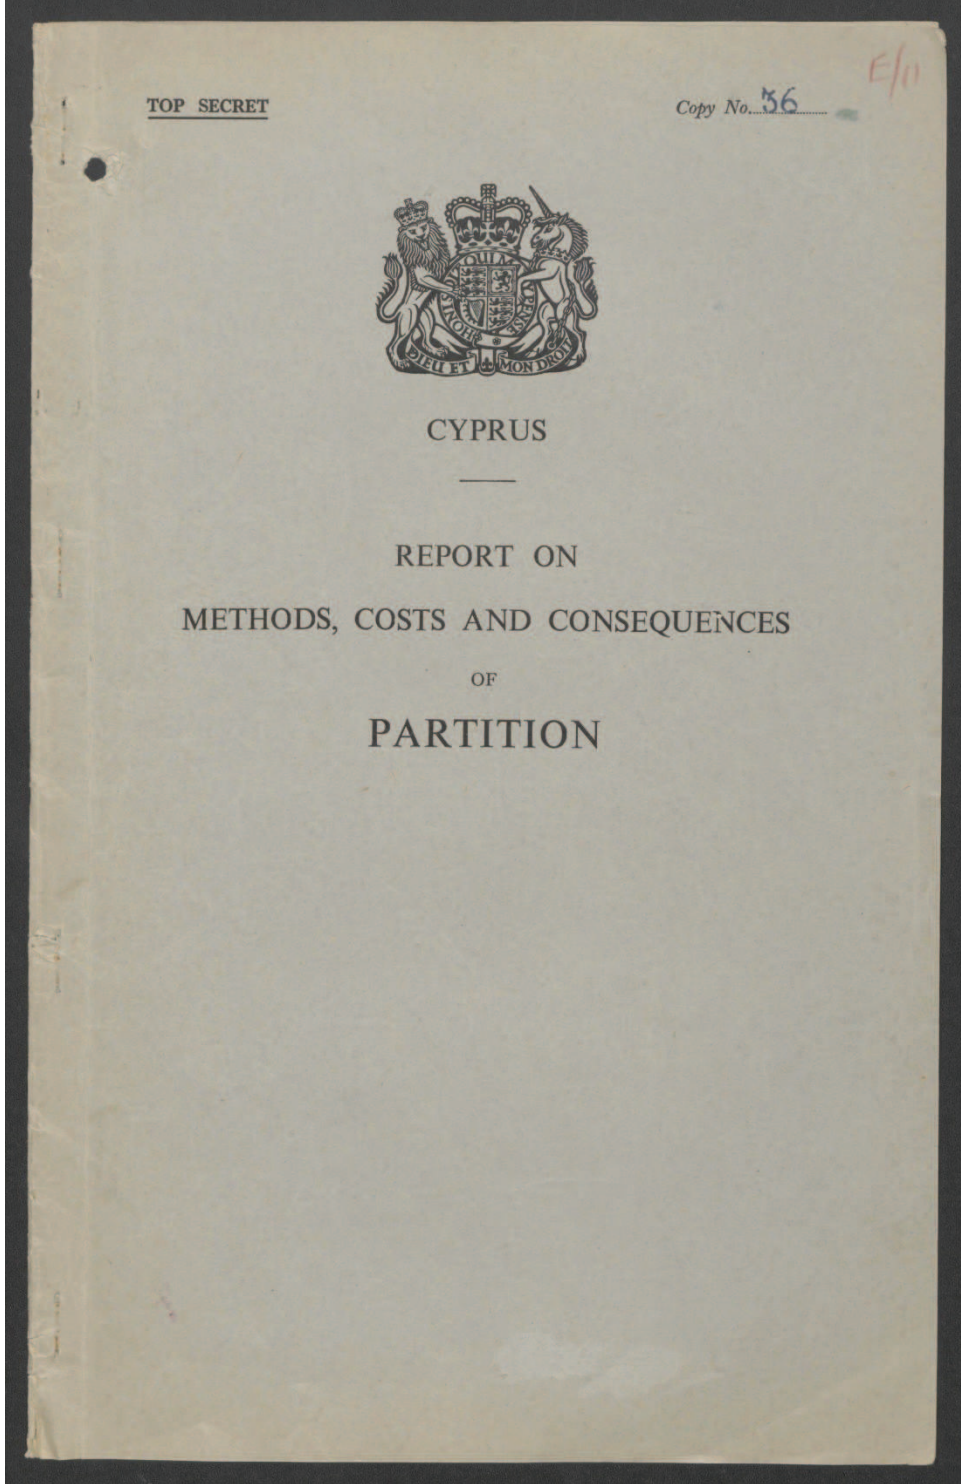 E/11
TOP SECRET
Copy No. 36
HONI SOIT QUI MAL Y PENSE
DIEU ET MON DROIT
CYPRUS
REPORT ON
METHODS, COSTS AND CONSEQUENCES
OF
PARTITION